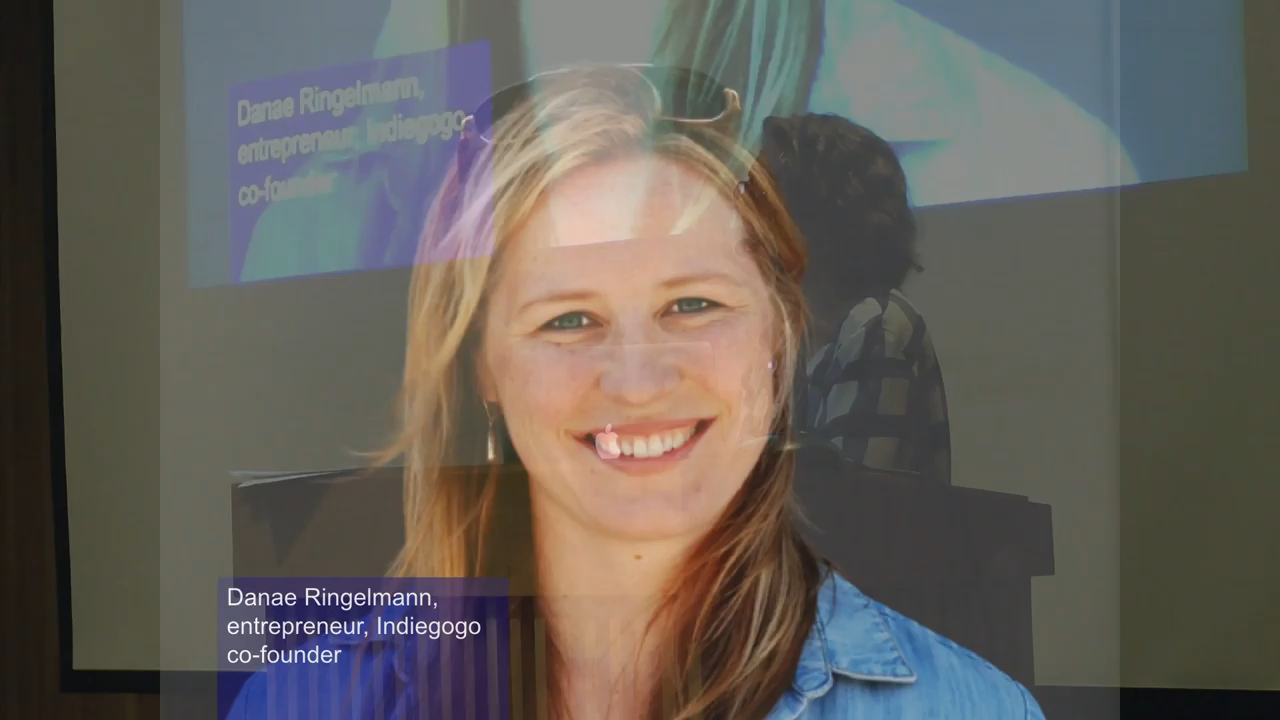 Danae Ringelmann,
entrepreneur, Indiegogo
co-founder
Danae Ringelmann,
entrepreneur, Indiegogo
co-founder